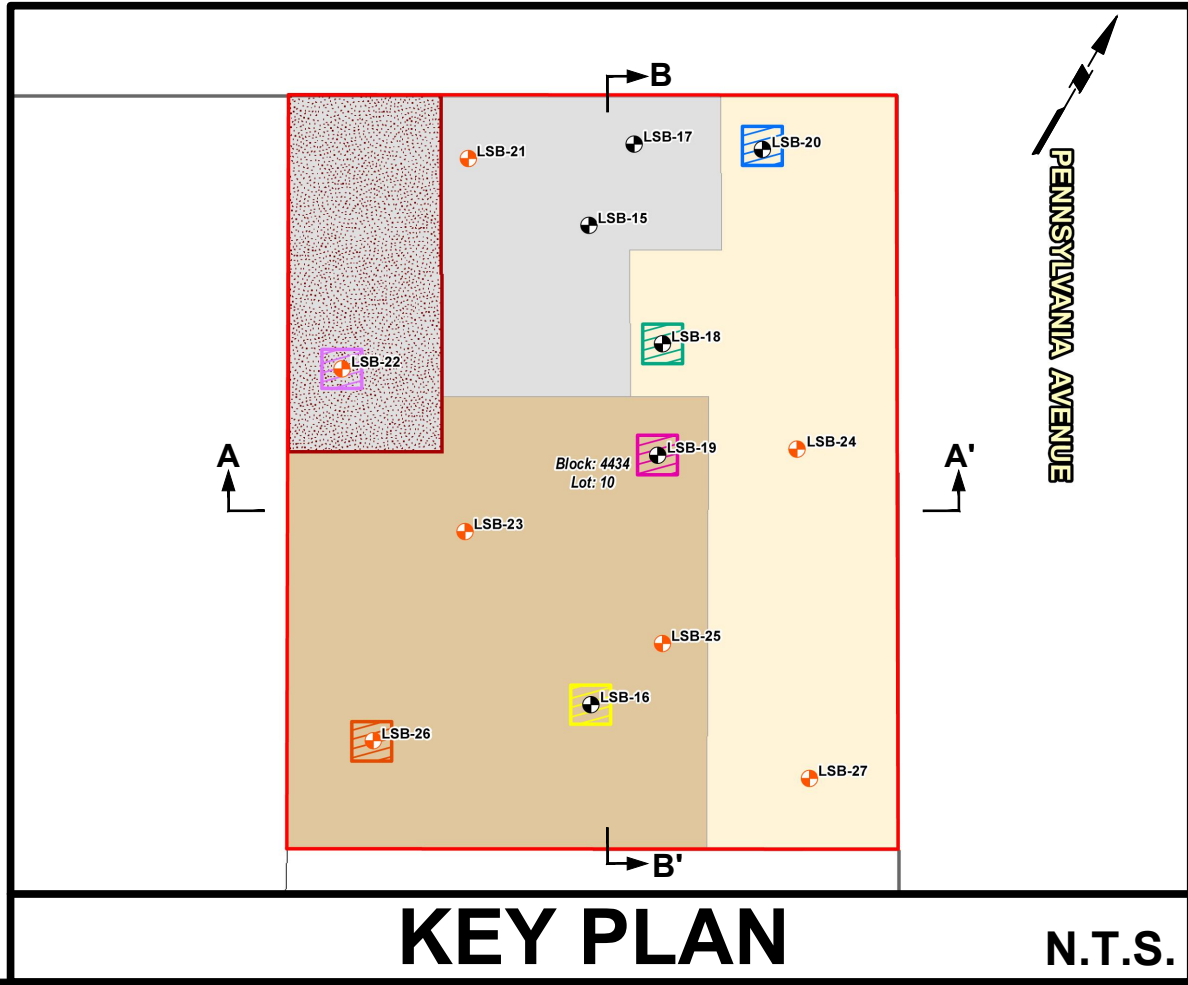 B
LSB-17
LSB-20
LSB-21
PENNSYLVANIA AVENUE
LSB-15
LSB-18
LSB-22
LSB-24
LSB-19
A
A'
Block: 4434
Lot: 10
LSB-23
LSB-25
LSB-16
LSB-26
LSB-27
B'
KEY PLAN
N.T.S.